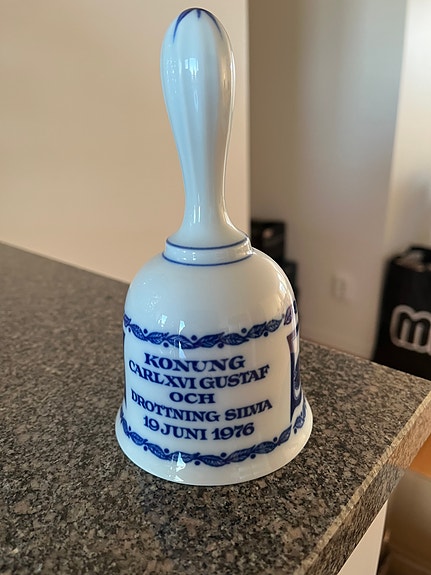 KONUNG
CARL XVI GUSTAF
OCH
DROTTNING SILVIA
19 JUNI 1976